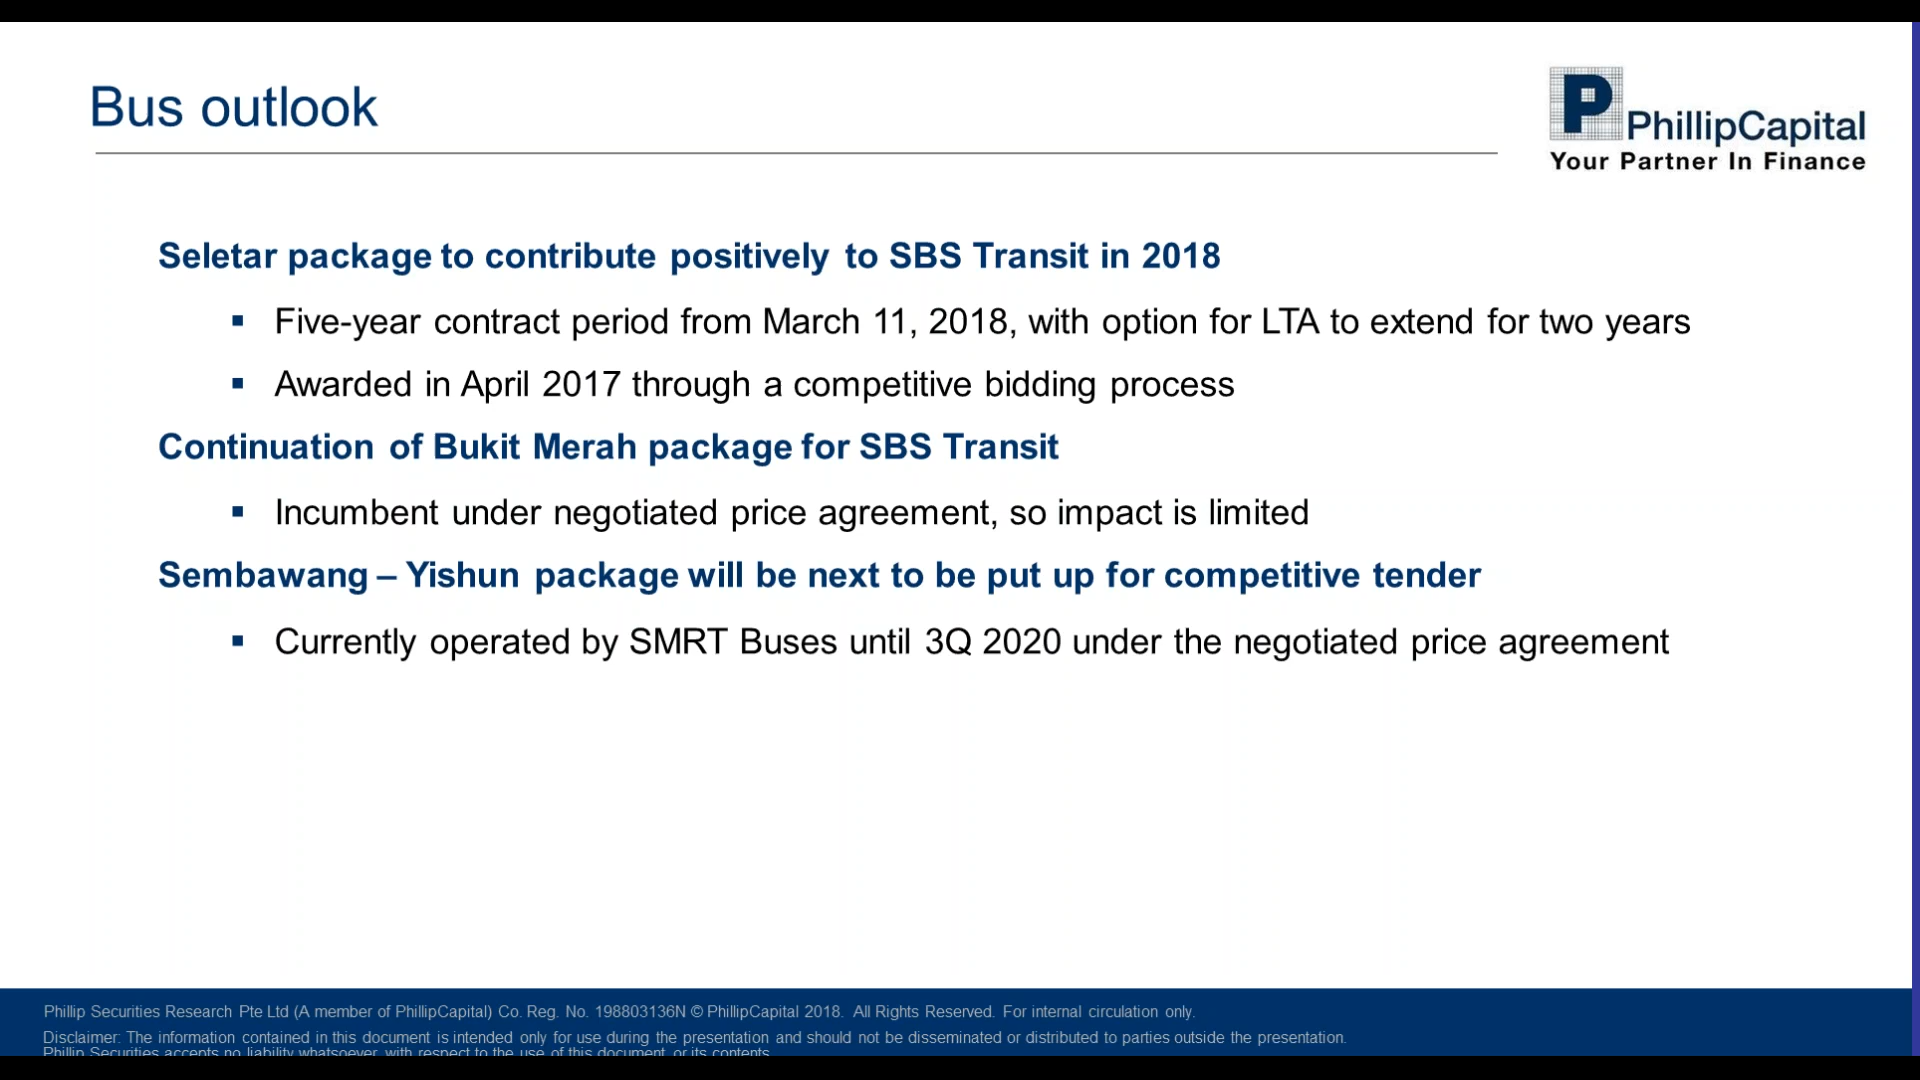 Bus outlook
P
PhillipCapital
Your Partner In Finance
Seletar package to contribute positively to SBS Transit in 2018
▪ Five-year contract period from March 11, 2018, with option for LTA to extend for two years
▪ Awarded in April 2017 through a competitive bidding process
Continuation of Bukit Merah package for SBS Transit
▪ Incumbent under negotiated price agreement, so impact is limited
Sembawang – Yishun package will be next to be put up for competitive tender
▪ Currently operated by SMRT Buses until 3Q 2020 under the negotiated price agreement
Phillip Securities Research Pte Ltd (A member of PhillipCapital) Co. Reg. No. 198803136N © PhillipCapital 2018. All Rights Reserved. For internal circulation only.
Disclaimer: The information contained in this document is intended only for use during the presentation and should not be disseminated or distributed to parties outside the presentation.
Phillip Securities accepts no liability whatsoever with respect to the use of this document or its contents.